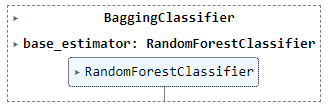 ▸ BaggingClassifier
▸ base_estimator: RandomForestClassifier
▸ RandomForestClassifier